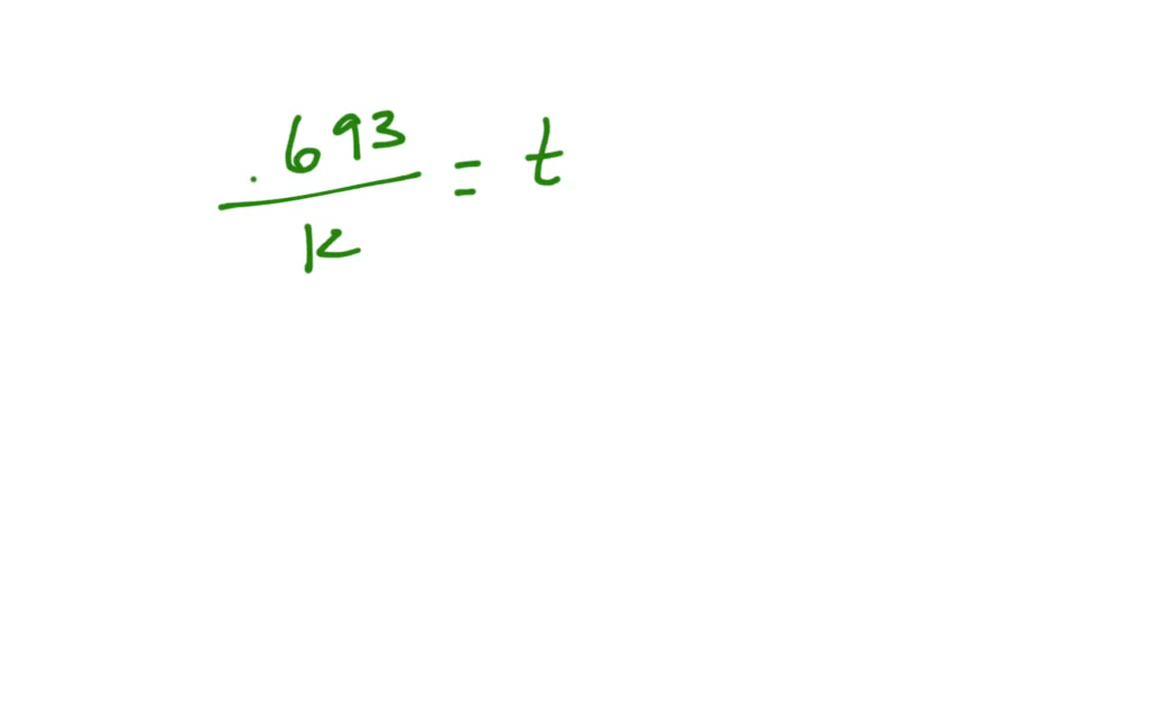 .693 / K = t